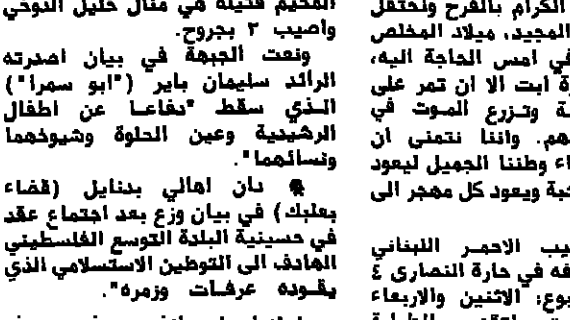 الكرام بالفرح ونحتفل
المجيد، ميلاد المخلص
في امس الحاجة اليه،
ة ابت الا ان تمر على
ة وتزرع الموت في
هم. واننا نتمنى ان
اء وطننا الجميل ليعود
حبة ويعود كل مهجر الى
يب الاحمر اللبناني
فه في حارة النصارى ٤
بوع: الاثنين والاربعاء
المخيم قتيلة هي منال خليل الدوخي
واصيب ٢ بجروح.
ونعت الجبهة في بيان اصدرته
الرائد سليمان باير ("ابو سمرا")
الذي سقط "دفاعا عن اطفال
الرشيدية وعين الحلوة وشيوخهما
ونسائهما".
دان اهالي بدنايل (قضاء
بعلبك) في بيان وزع بعد اجتماع عقد
في حسينية البلدة التوسع الفلسطيني
الهادف الى التوطين الاستسلامي الذي
يقوده عرفات وزمره".